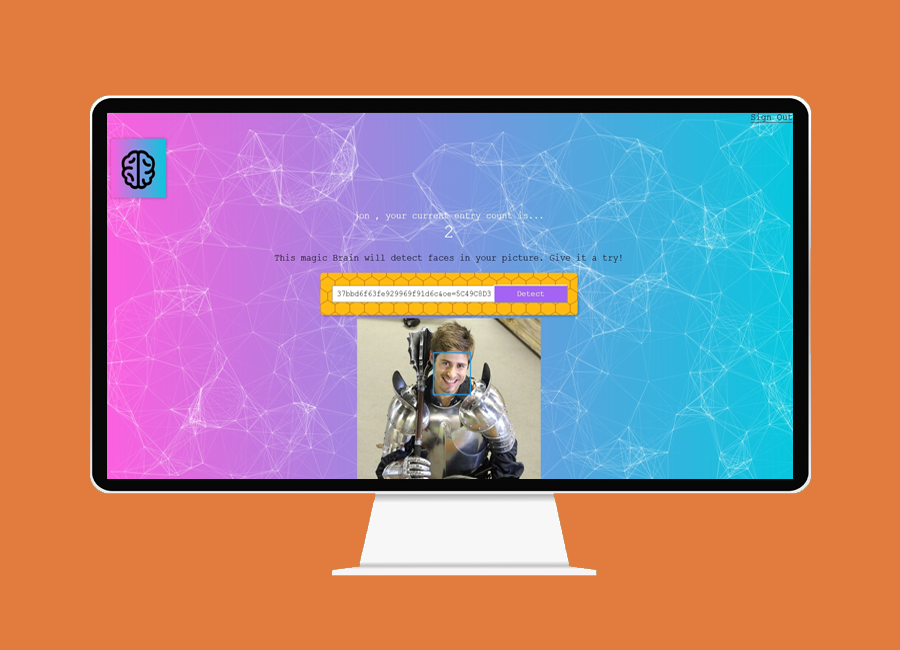 Sign Out
jon , your current entry count is...
2
This magic Brain will detect faces in your picture. Give it a try!
37bbd6f63fe929969f91d6c&oe=5C49C8D3
Detect